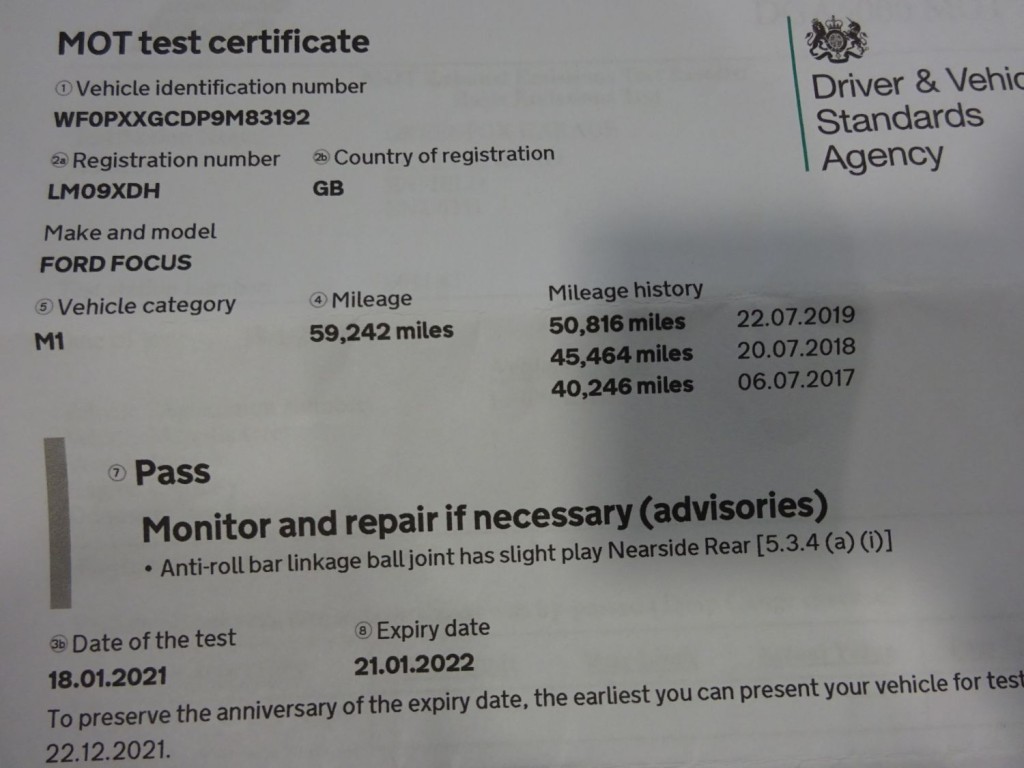 MOT test certificate
① Vehicle identification number
WF0PXXGCDP9M83192
2a Registration number 2b Country of registration
LM09XDH GB
Make and model
FORD FOCUS
⑤ Vehicle category ④ Mileage Mileage history
M1 59,242 miles 50,816 miles 22.07.2019
45,464 miles 20.07.2018
40,246 miles 06.07.2017
⑦ Pass
Monitor and repair if necessary (advisories)
• Anti-roll bar linkage ball joint has slight play Nearside Rear [5.3.4 (a) (i)]
3b Date of the test ⑧ Expiry date
18.01.2021 21.01.2022
To preserve the anniversary of the expiry date, the earliest you can present your vehicle for test
22.12.2021.
Driver & Vehic
Standards
Agency